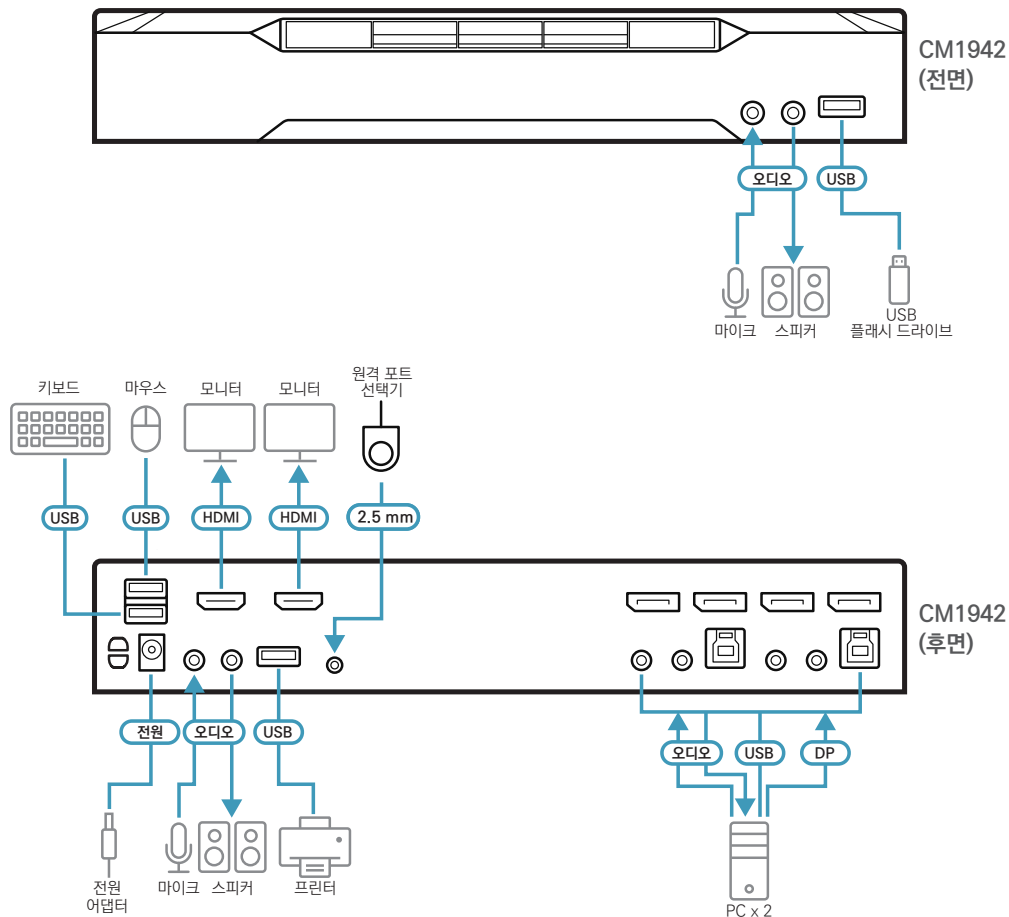 CM1942
(전면)
오디오
USB
마이크
스피커
USB
플래시 드라이브
키보드
마우스
모니터
모니터
원격 포트
선택기
USB
USB
HDMI
HDMI
2.5 mm
CM1942
(후면)
전원
오디오
USB
오디오
USB
DP
전원
어댑터
마이크
스피커
프린터
PC x 2